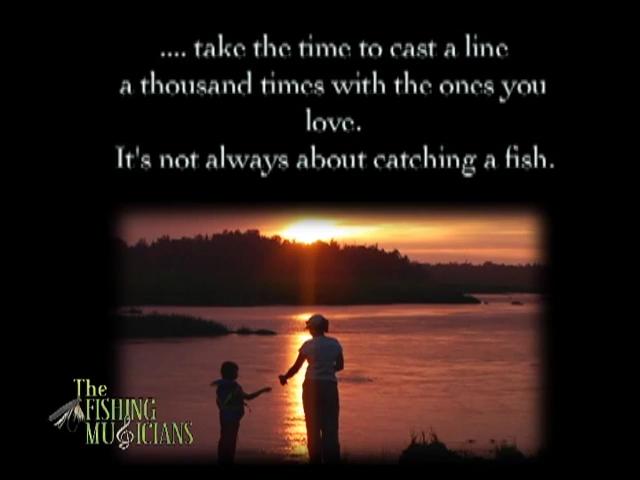 .... take the time to cast a line
a thousand times with the ones you
love.
It's not always about catching a fish.
The
FISHING
MUSICIANS